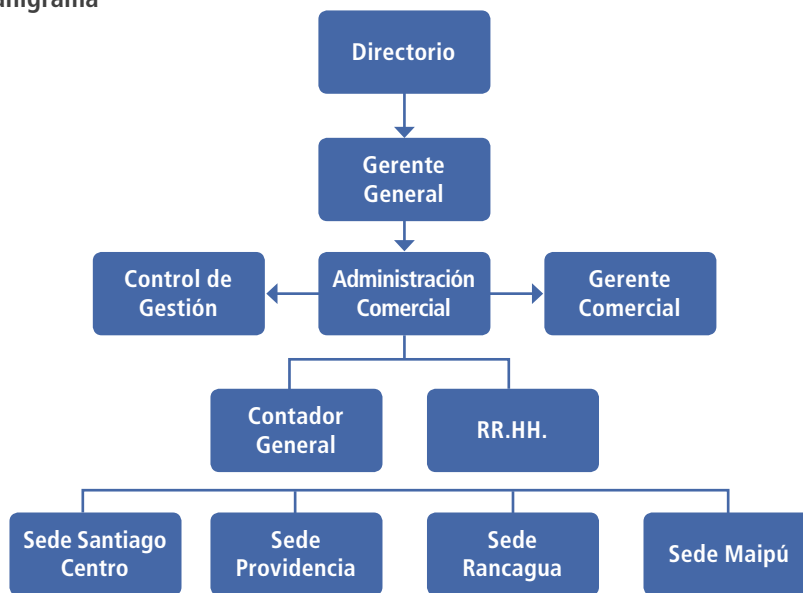 Directorio
Gerente
General
Control de
Gestión
Administración
Comercial
Gerente
Comercial
Contador
General
RR.HH.
Sede Santiago
Centro
Sede
Providencia
Sede
Rancagua
Sede Maipú